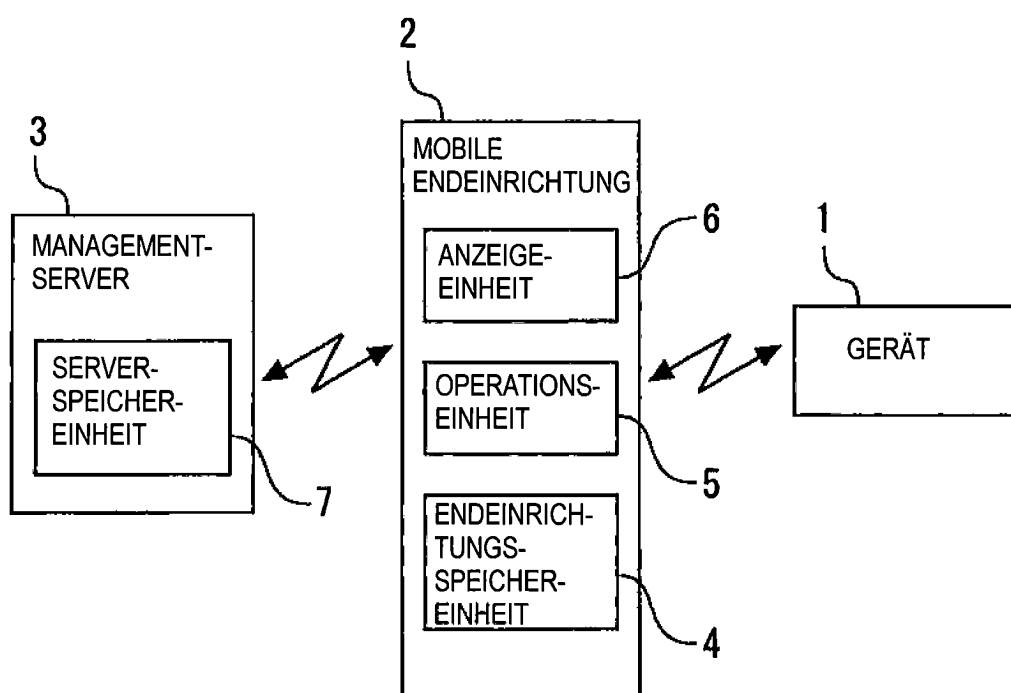 2
3
MOBILE
ENDEINRICHTUNG
6
1
MANAGEMENT-
SERVER
ANZEIGE-
EINHEIT
GERÄT
SERVER-
SPEICHER-
EINHEIT
OPERATIONS-
EINHEIT
7
5
ENDEINRICH-
TUNGS-
SPEICHER-
EINHEIT
4